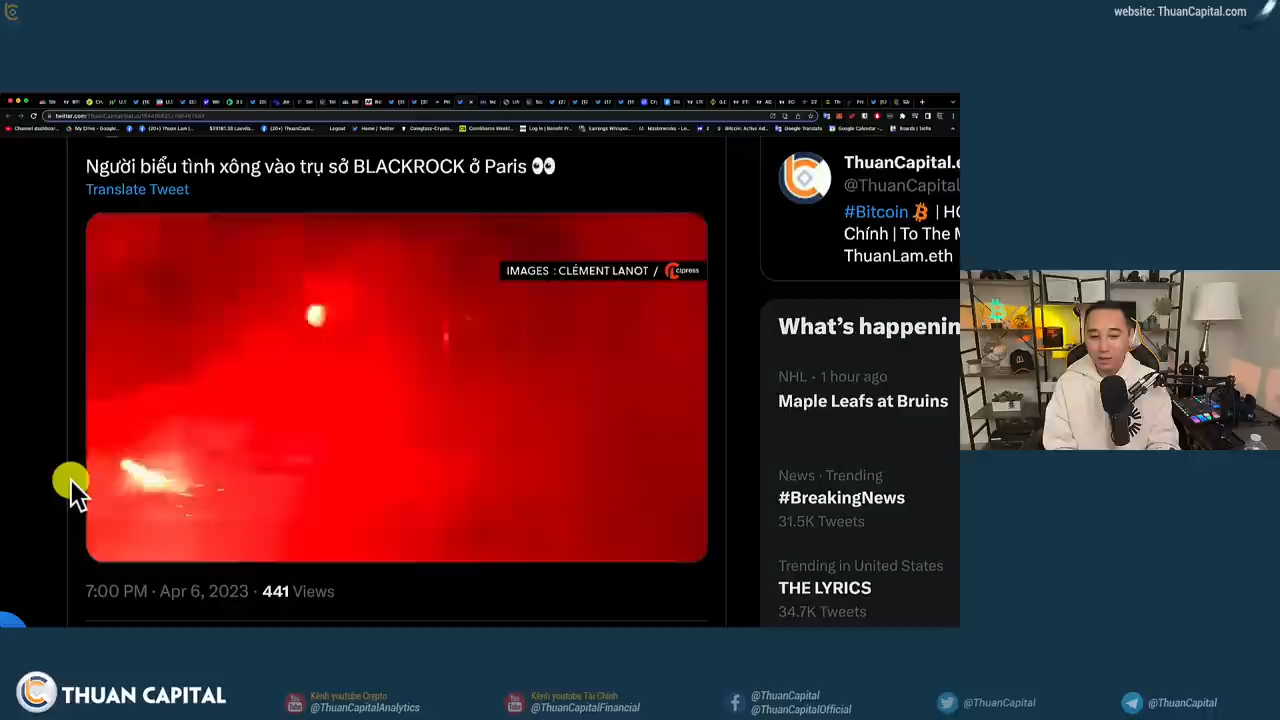 website: ThuanCapital.com
Người biểu tình xông vào trụ sở BLACKROCK ở Paris 👀
Translate Tweet
IMAGES : CLÉMENT LANOT / cipress
7:00 PM · Apr 6, 2023 · 441 Views
ThuanCapital.e
@ThuanCapital
#Bitcoin | HO
Chính | To The M
ThuanLam.eth
What's happenin
NHL · 1 hour ago
Maple Leafs at Bruins
News · Trending
#BreakingNews
31.5K Tweets
Trending in United States
THE LYRICS
34.7K Tweets
THUAN CAPITAL
Kênh youtube Crypto
@ThuanCapitalAnalytics
Kênh youtube Tài Chính
@ThuanCapitalFinancial
@ThuanCapital
@ThuanCapitalOfficial
@ThuanCapital
@ThuanCapital